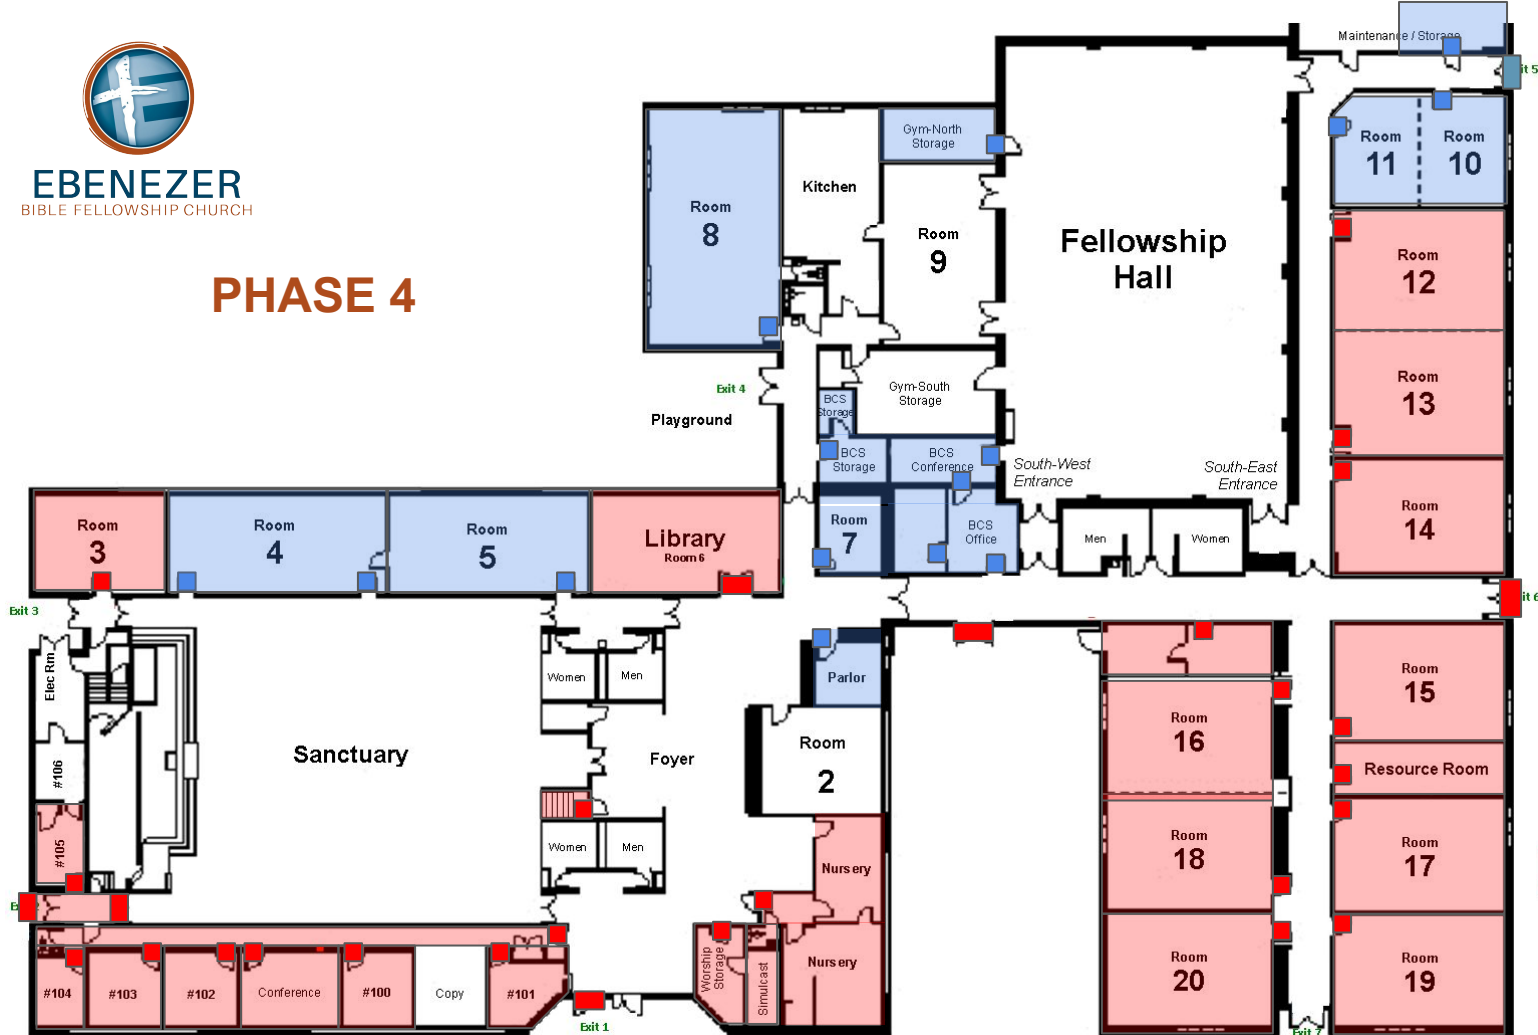 EBENEZER
BIBLE FELLOWSHIP CHURCH
PHASE 4
Maintenance / Storage
it 5
Gym-North
Storage
Room
11
Room
10
Kitchen
Room
8
Room
9
Fellowship
Hall
Room
12
Exit 4
Gym-South
Storage
Room
13
BCS
Storage
Playground
BCS
Storage
BCS
Conference
South-West
Entrance
South-East
Entrance
Room
3
Room
4
Room
5
Library
Room 6
Room
7
BCS
Office
Men
Women
Room
14
Exit 3
it 6
Elec Rm
Women
Men
Parlor
Room
15
Room
16
Sanctuary
Foyer
Room
2
#106
Resource Room
#105
Women
Men
Nursery
Room
18
Room
17
E
Worship
Storage
Simulcast
Nursery
Room
20
Room
19
#104
#103
#102
Conference
#100
Copy
#101
Exit 1
Exit 7